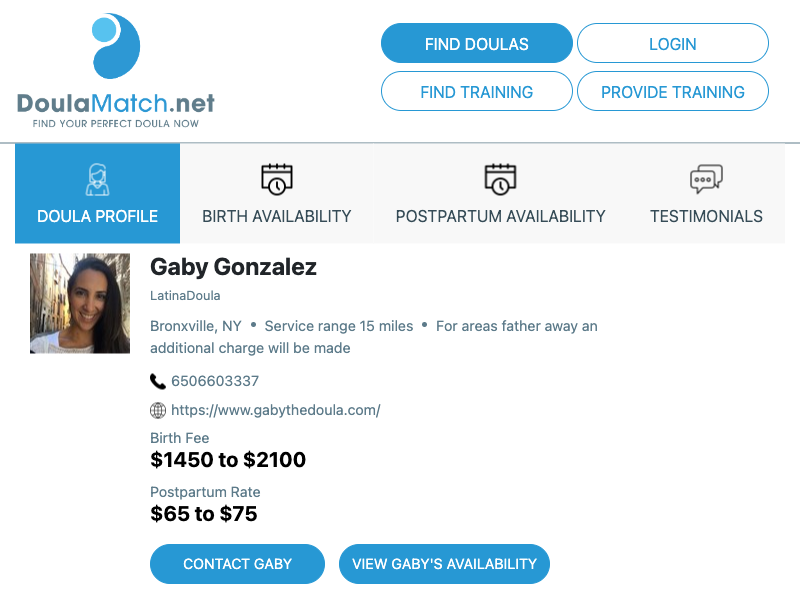 DoulaMatch.net
FIND YOUR PERFECT DOULA NOW
FIND DOULAS
LOGIN
FIND TRAINING
PROVIDE TRAINING
DOULA PROFILE
BIRTH AVAILABILITY
POSTPARTUM AVAILABILITY
TESTIMONIALS
Gaby Gonzalez
LatinaDoula
Bronxville, NY • Service range 15 miles • For areas father away an
additional charge will be made
6506603337
https://www.gabythedoula.com/
Birth Fee
$1450 to $2100
Postpartum Rate
$65 to $75
CONTACT GABY
VIEW GABY'S AVAILABILITY